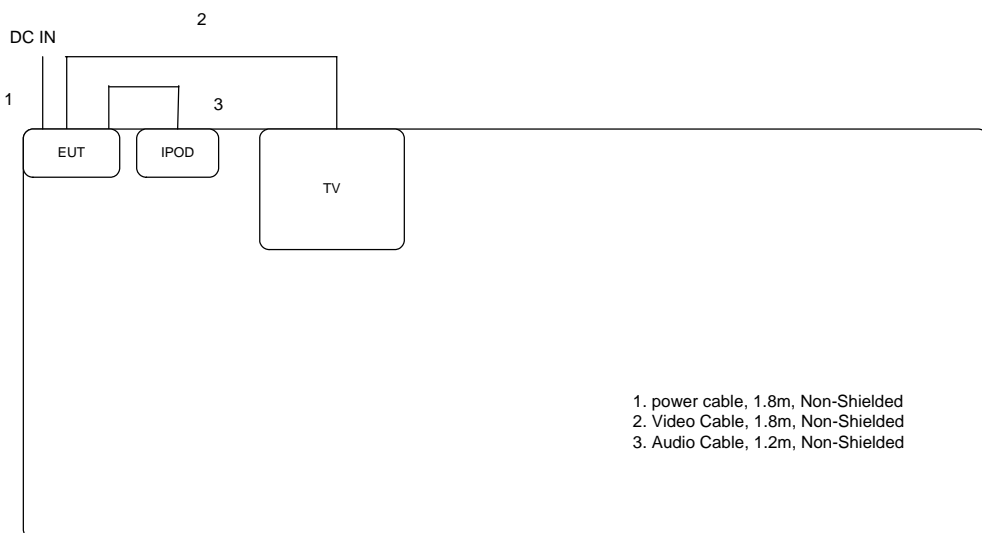 2
DC IN
1
3
EUT
IPOD
TV
1. power cable, 1.8m, Non-Shielded
2. Video Cable, 1.8m, Non-Shielded
3. Audio Cable, 1.2m, Non-Shielded